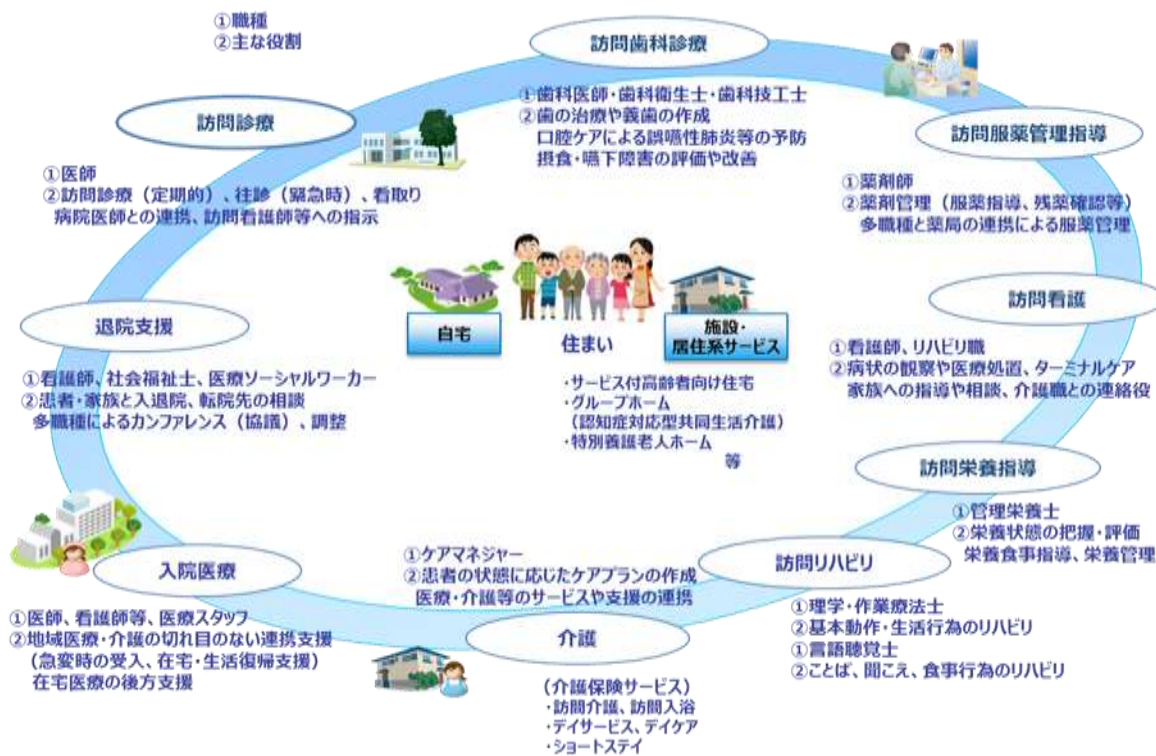 ①職種
②主な役割
訪問歯科診療
①歯科医師・歯科衛生士・歯科技工士
②歯の治療や義歯の作成
口腔ケアによる誤嚥性肺炎等の予防
摂食・嚥下障害の評価や改善
訪問診療
①医師
②訪問診療（定期的）、往診（緊急時）、看取り
病院医師との連携、訪問看護師等への指示
訪問服薬管理指導
①薬剤師
②薬剤管理（服薬指導、残薬確認等）
多職種と薬局の連携による服薬管理
自宅
住まい
施設・
居住系サービス
・サービス付高齢者向け住宅
・グループホーム
（認知症対応型共同生活介護）
・特別養護老人ホーム
等
訪問看護
①看護師、リハビリ職
②病状の観察や医療処置、ターミナルケア
家族への指導や相談、介護職との連絡役
退院支援
①看護師、社会福祉士、医療ソーシャルワーカー
②患者・家族と入退院、転院先の相談
多職種によるカンファレンス（協議）、調整
訪問栄養指導
①管理栄養士
②栄養状態の把握・評価
栄養食事指導、栄養管理
入院医療
①医師、看護師等、医療スタッフ
②地域医療・介護の切れ目のない連携支援
（急変時の受入、在宅・生活復帰支援）
在宅医療の後方支援
①ケアマネジャー
②患者の状態に応じたケアプランの作成
医療・介護等のサービスや支援の連携
介護
（介護保険サービス）
・訪問介護、訪問入浴
・デイサービス、デイケア
・ショートステイ
訪問リハビリ
①理学・作業療法士
②基本動作・生活行為のリハビリ
①言語聴覚士
②ことば、聞こえ、食事行為のリハビリ